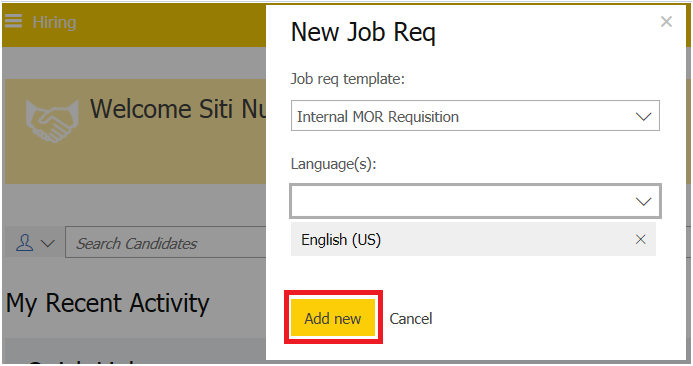 Hiring
New Job Req
Job req template:
Internal MOR Requisition
Language(s):
English (US)
Add new
Cancel
Welcome Siti
Search Candidates
My Recent Activity